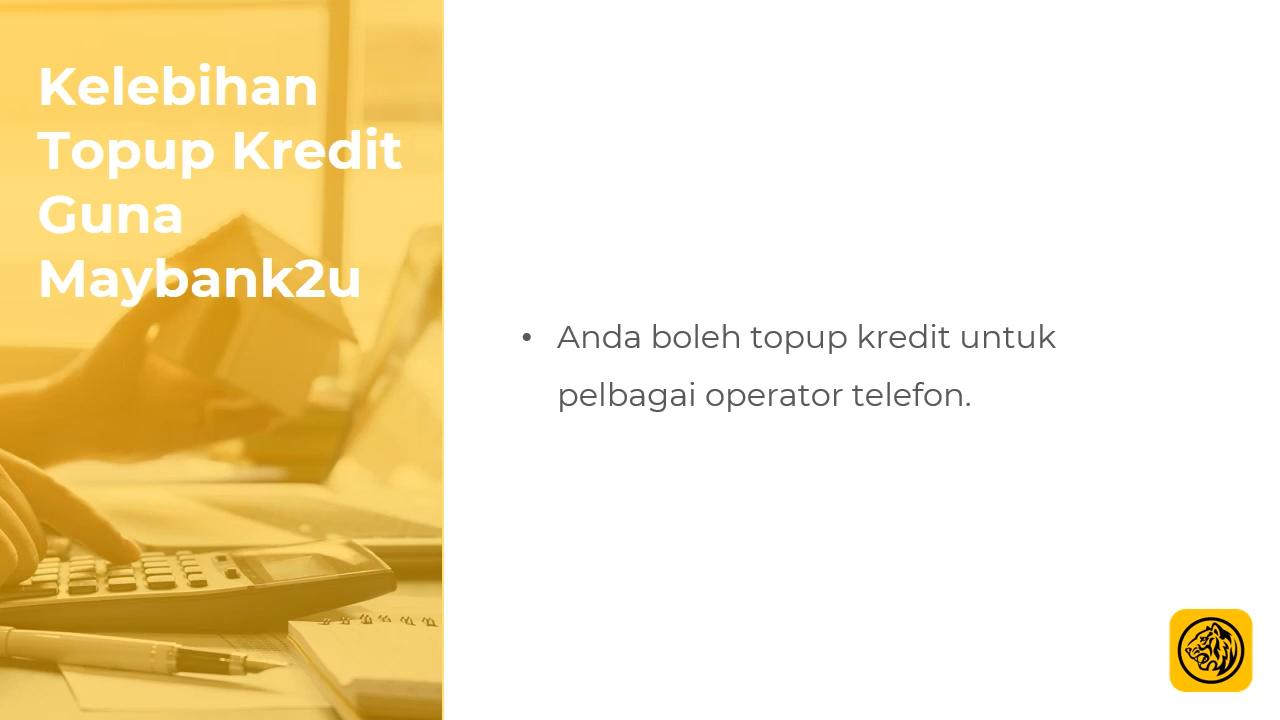 Kelebihan
Topup Kredit
Guna
Maybank2u
• Anda boleh topup kredit untuk
pelbagai operator telefon.